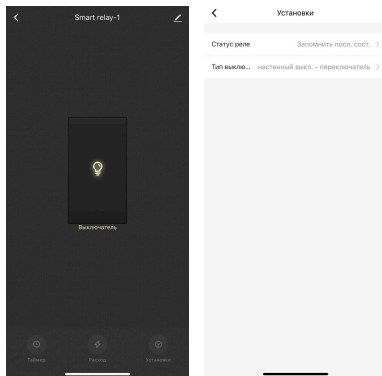 Smart relay-1
Выключатель
Таймер
Расход
Установки
Установки
Статус реле Запомнить посл. сост.
Тип выклю... настенный выкл. - переключатель